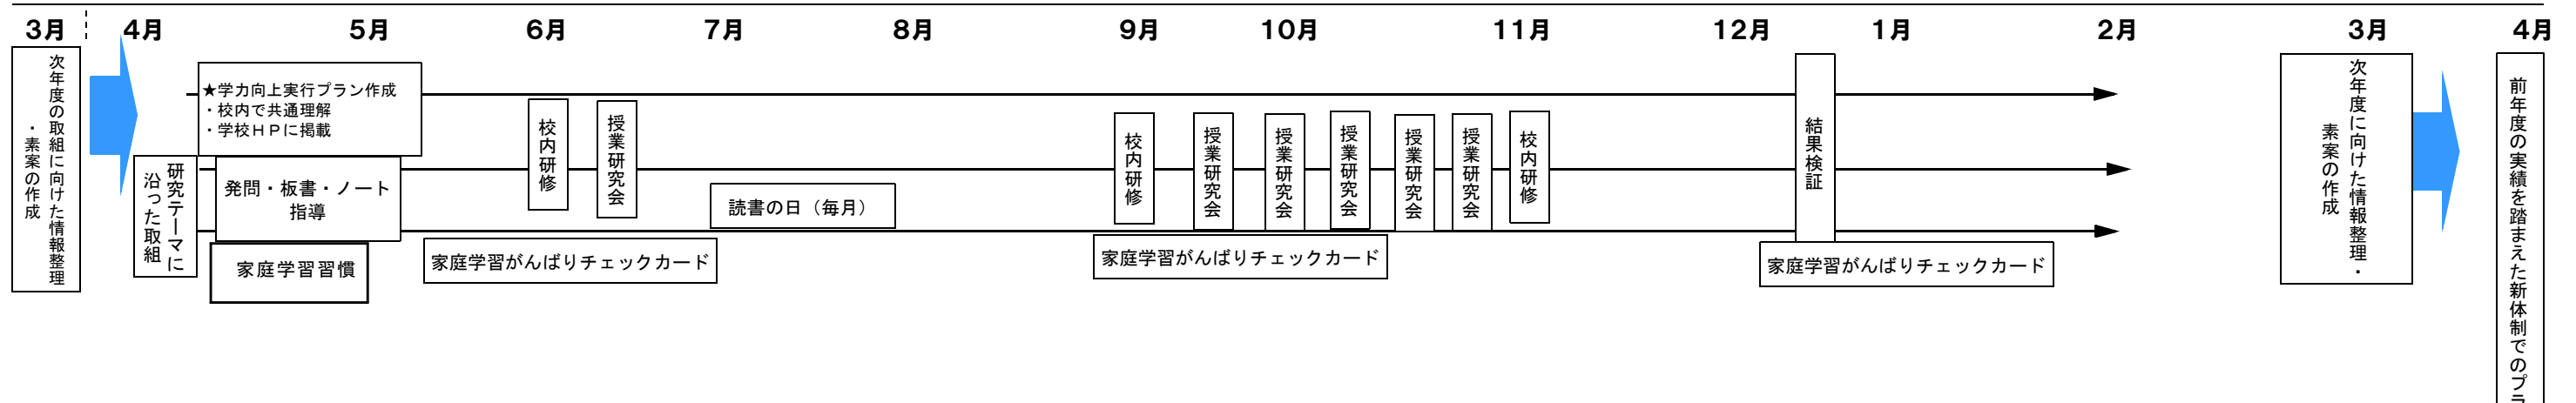 3月 4月 5月 6月 7月 8月 9月 10月 11月 12月 1月 2月 3月 4月
次年度の取組に向けた情報整理
・素案の作成
★学力向上実行プラン作成
・校内で共通理解
・学校ＨＰに掲載
研究テーマに
沿った取組
発問・板書・ノート
指導
家庭学習習慣
校内研修
授業研究会
読書の日（毎月）
家庭学習がんばりチェックカード
校内研修
授業研究会
授業研究会
授業研究会
授業研究会
授業研究会
校内研修
家庭学習がんばりチェックカード
結果検証
家庭学習がんばりチェックカード
次年度に向けた情報整理・
素案の作成
前年度の実績を踏まえた新体制でのプラ